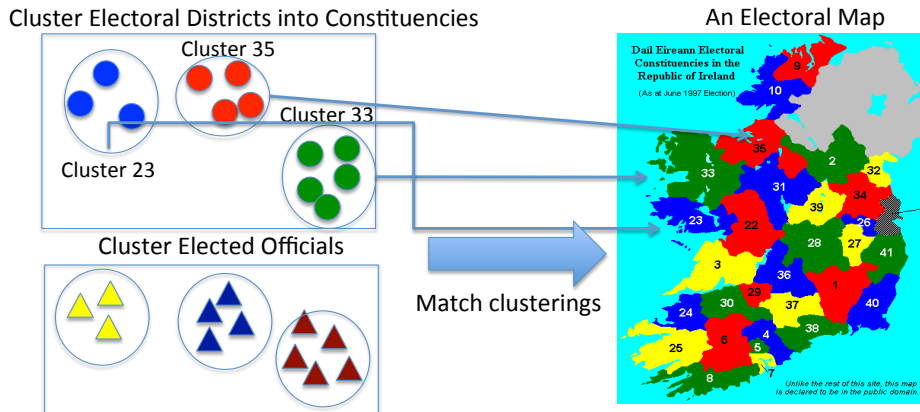 Cluster Electoral Districts into Constituencies
An Electoral Map
Cluster 35
Cluster 33
Cluster 23
Cluster Elected Officials
Match clusterings
Dail Eireann Electoral
Constituencies in the
Republic of Ireland
(As at June 1997 Election)
9
10
35
2
33
32
31
34
39
23
22
26
28
27
41
3
36
1
29
30
37
40
24
38
6
4
25
5
7
8
Unlike the rest of this site, this map
is declared to be in the public domain.